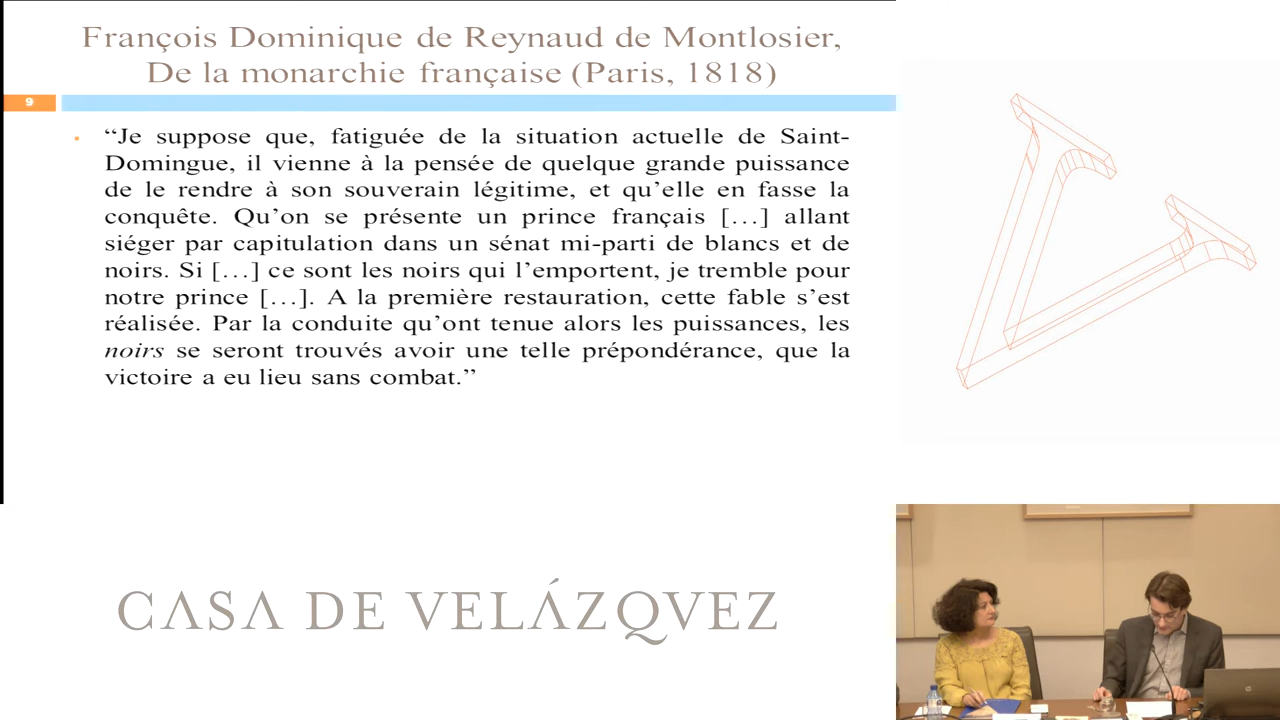 François Dominique de Reynaud de Montlosier,
De la monarchie française (Paris, 1818)
9
“Je suppose que, fatiguée de la situation actuelle de Saint-
Domingue, il vienne à la pensée de quelque grande puissance
de le rendre à son souverain légitime, et qu’elle en fasse la
conquête. Qu’on se présente un prince français […] allant
siéger par capitulation dans un sénat mi-parti de blancs et de
noirs. Si […] ce sont les noirs qui l’emportent, je tremble pour
notre prince […]. A la première restauration, cette fable s’est
réalisée. Par la conduite qu’ont tenue alors les puissances, les
noirs se seront trouvés avoir une telle prépondérance, que la
victoire a eu lieu sans combat.”
CASA DE VELÁZQVEZ